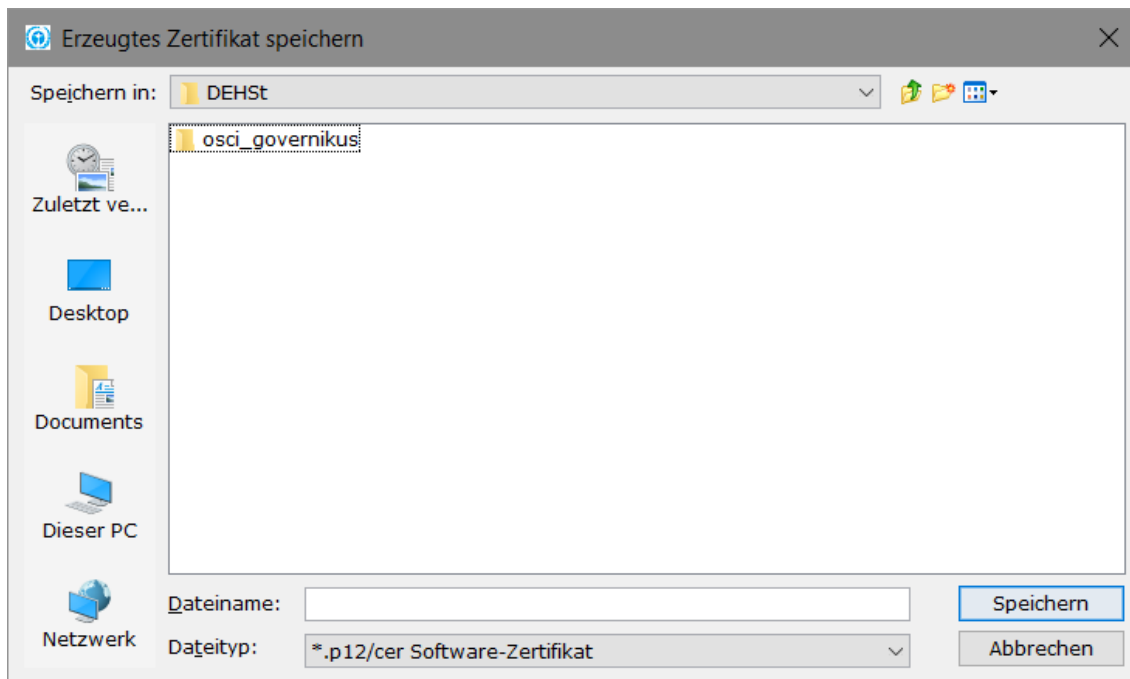 Erzeugtes Zertifikat speichern
Speichern in: DEHSt
osci_governikus
Zuletzt ve...
Desktop
Documents
Dieser PC
Netzwerk
Dateiname:
Speichern
Dateityp: *.p12/cer Software-Zertifikat
Abbrechen